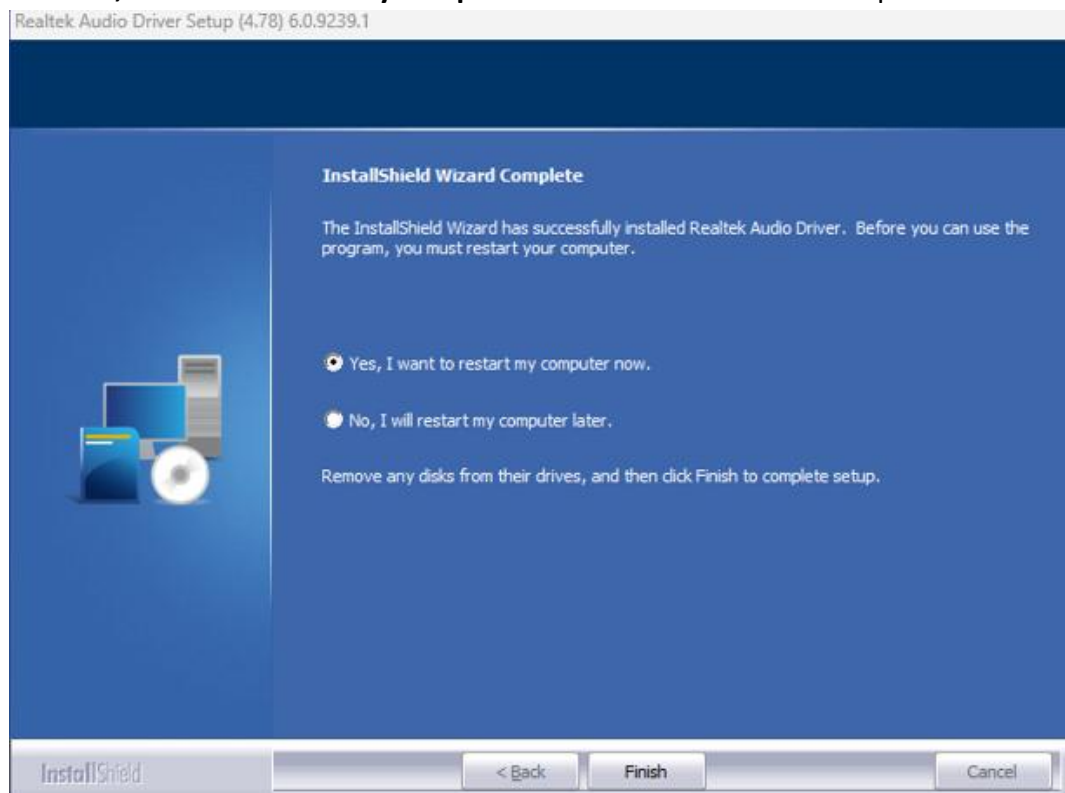 Realtek Audio Driver Setup (4.78) 6.0.9239.1
InstallShield Wizard Complete
The InstallShield Wizard has successfully installed Realtek Audio Driver.  Before you can use the
program, you must restart your computer.
Yes, I want to restart my computer now.
No, I will restart my computer later.
Remove any disks from their drives, and then click Finish to complete setup.
InstallShield
< Back
Finish
Cancel